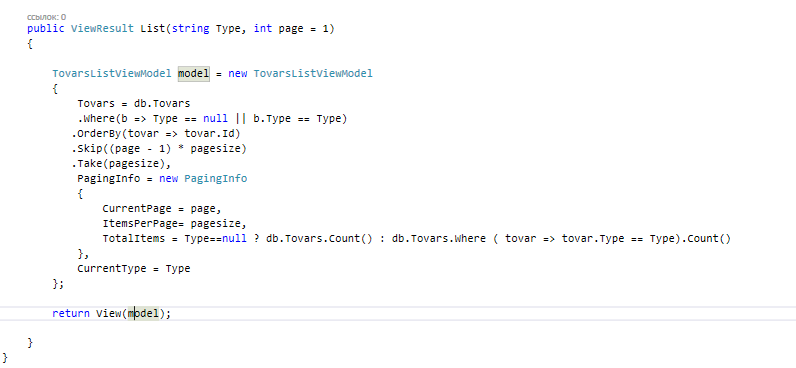 ссылок: 0
public ViewResult List(string Type, int page = 1)
{
TovarsListViewModel model = new TovarsListViewModel
{
Tovars = db.Tovars
.Where(b => Type == null || b.Type == Type)
.OrderBy(tovar => tovar.Id)
.Skip((page - 1) * pagesize)
.Take(pagesize),
PagingInfo = new PagingInfo
{
CurrentPage = page,
ItemsPerPage= pagesize,
TotalItems = Type==null ? db.Tovars.Count() : db.Tovars.Where ( tovar => tovar.Type == Type).Count()
},
CurrentType = Type
};
return View(model);
}
}